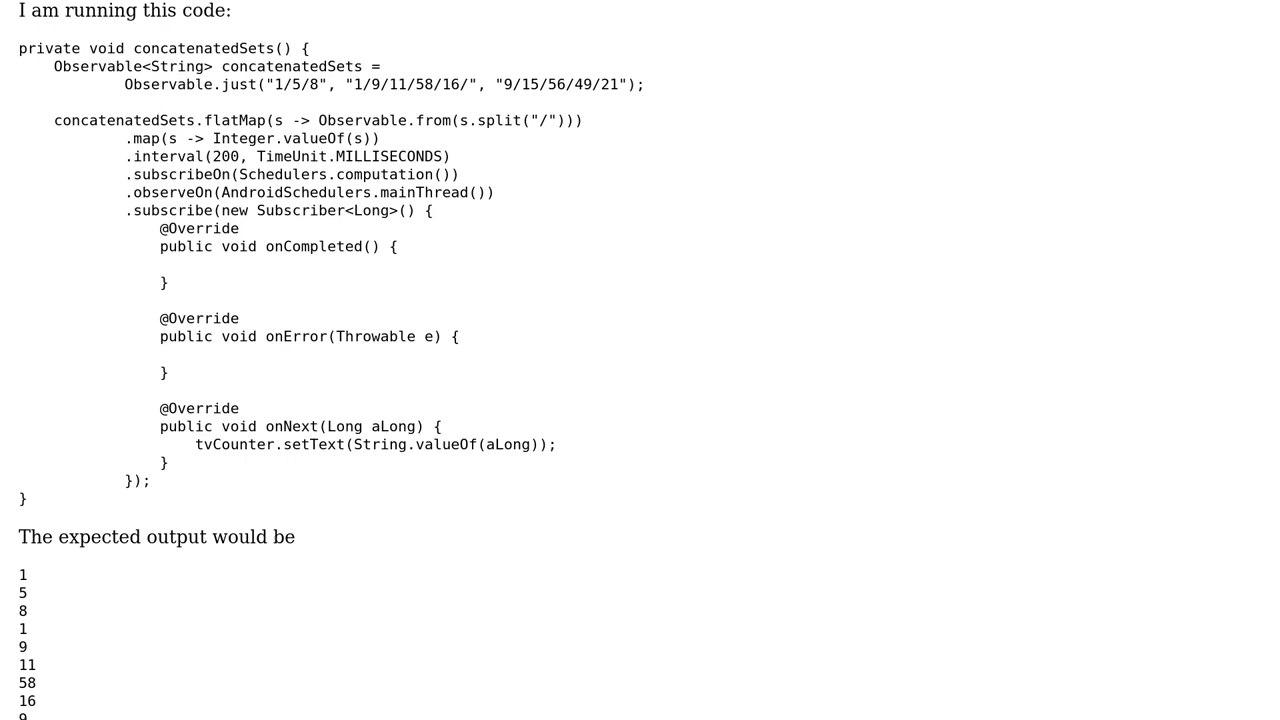 I am running this code:
private void concatenatedSets() {
    Observable<String> concatenatedSets =
            Observable.just("1/5/8", "1/9/11/58/16/", "9/15/56/49/21");
    concatenatedSets.flatMap(s -> Observable.from(s.split("/")))
            .map(s -> Integer.valueOf(s))
            .interval(200, TimeUnit.MILLISECONDS)
            .subscribeOn(Schedulers.computation())
            .observeOn(AndroidSchedulers.mainThread())
            .subscribe(new Subscriber<Long>() {
                @Override
                public void onCompleted() {
                }
                @Override
                public void onError(Throwable e) {
                }
                @Override
                public void onNext(Long aLong) {
                    tvCounter.setText(String.valueOf(aLong));
                }
            });
}
The expected output would be
1
5
8
1
9
11
58
16
9